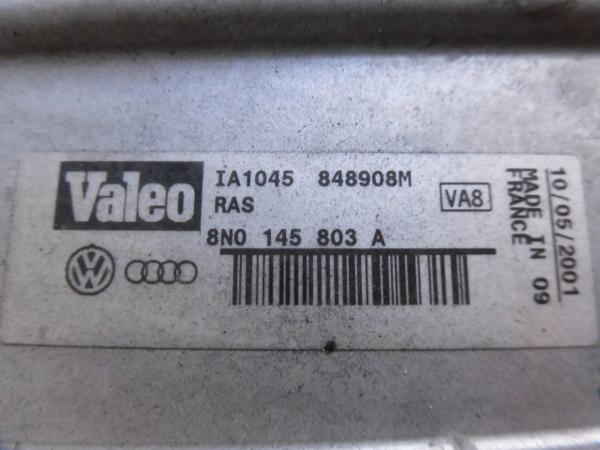 Valeo
IA1045 848908M
RAS
VA8
8N0 145 803 A
MADE IN
FRANCE 09
10/05/2001